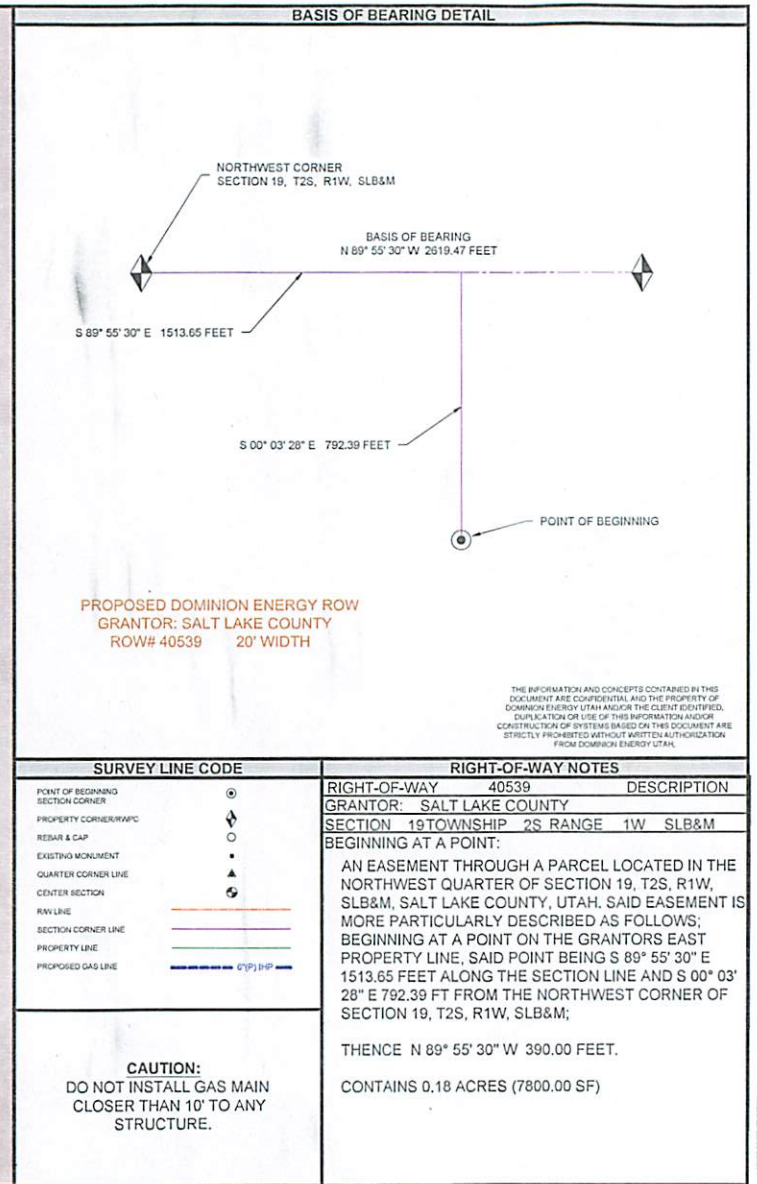 BASIS OF BEARING DETAIL
NORTHWEST CORNER
SECTION 19, T2S, R1W, SLB&M
BASIS OF BEARING
N 89° 55' 30" W 2619.47 FEET
S 89° 55' 30" E 1513.65 FEET
S 00° 03' 28" E 792.39 FEET
POINT OF BEGINNING
PROPOSED DOMINION ENERGY ROW
GRANTOR: SALT LAKE COUNTY
ROW# 40539 20' WIDTH
THE INFORMATION AND CONCEPTS CONTAINED IN THIS
DOCUMENT ARE CONFIDENTIAL AND THE PROPERTY OF
DOMINION ENERGY UTAH AND/OR THE CLIENT IDENTIFIED,
DUPLICATION OR USE OF THIS INFORMATION AND/OR
CONSTRUCTION OF SYSTEMS BASED ON THIS DOCUMENT ARE
STRICTLY PROHIBITED WITHOUT WRITTEN AUTHORIZATION
FROM DOMINION ENERGY UTAH,
SURVEY LINE CODE
POINT OF BEGINNING
SECTION CORNER
PROPERTY CORNER/RWPC
REBAR & CAP
EXISTING MONUMENT
QUARTER CORNER LINE
CENTER SECTION
R/W LINE
SECTION CORNER LINE
PROPERTY LINE
PROPOSED GAS LINE 6"(P) IHP
CAUTION:
DO NOT INSTALL GAS MAIN
CLOSER THAN 10' TO ANY
STRUCTURE.
RIGHT-OF-WAY NOTES
RIGHT-OF-WAY 40539 DESCRIPTION
GRANTOR: SALT LAKE COUNTY
SECTION 19 TOWNSHIP 2S RANGE 1W SLB&M
BEGINNING AT A POINT:
AN EASEMENT THROUGH A PARCEL LOCATED IN THE
NORTHWEST QUARTER OF SECTION 19, T2S, R1W,
SLB&M, SALT LAKE COUNTY, UTAH. SAID EASEMENT IS
MORE PARTICULARLY DESCRIBED AS FOLLOWS;
BEGINNING AT A POINT ON THE GRANTORS EAST
PROPERTY LINE, SAID POINT BEING S 89° 55' 30" E
1513.65 FEET ALONG THE SECTION LINE AND S 00° 03'
28" E 792.39 FT FROM THE NORTHWEST CORNER OF
SECTION 19, T2S, R1W, SLB&M;
THENCE N 89° 55' 30" W 390.00 FEET.
CONTAINS 0.18 ACRES (7800.00 SF)